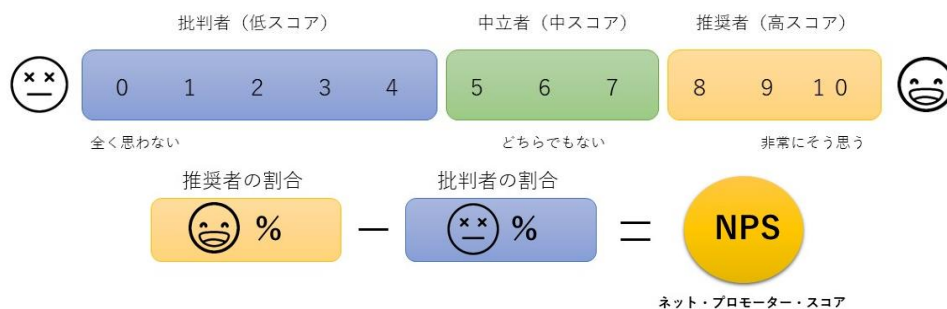 批判者（低スコア） 中立者（中スコア） 推奨者（高スコア）
0 1 2 3 4 5 6 7 8 9 10
全く思わない どちらでもない 非常にそう思う
推奨者の割合 批判者の割合
% − % = NPS
ネット・プロモーター・スコア